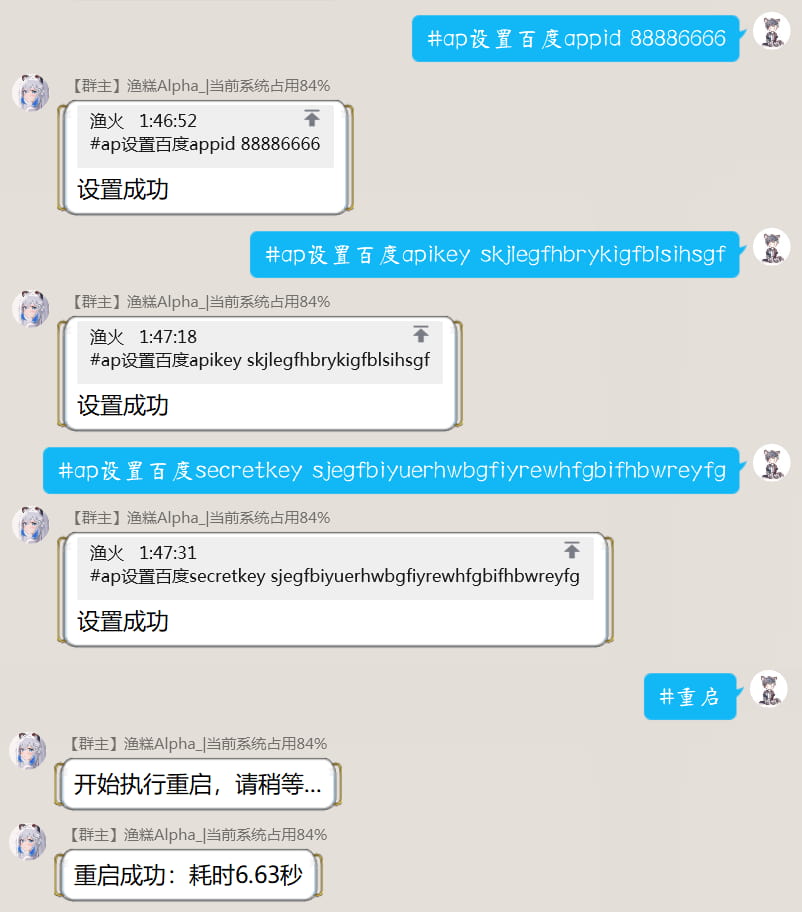 #ap设置百度appid 88886666
【群主】渔糕Alpha_|当前系统占用84%
渔火 1:46:52
#ap设置百度appid 88886666
设置成功
#ap设置百度apikey skjlegfhbrykigfblsihsgf
【群主】渔糕Alpha_|当前系统占用84%
渔火 1:47:18
#ap设置百度apikey skjlegfhbrykigfblsihsgf
设置成功
#ap设置百度secretkey sjegfbiyuerhwbgfiyrewhfgbifhbwreyfg
【群主】渔糕Alpha_|当前系统占用84%
渔火 1:47:31
#ap设置百度secretkey sjegfbiyuerhwbgfiyrewhfgbifhbwreyfg
设置成功
#重启
【群主】渔糕Alpha_|当前系统占用84%
开始执行重启，请稍等...
【群主】渔糕Alpha_|当前系统占用84%
重启成功：耗时6.63秒